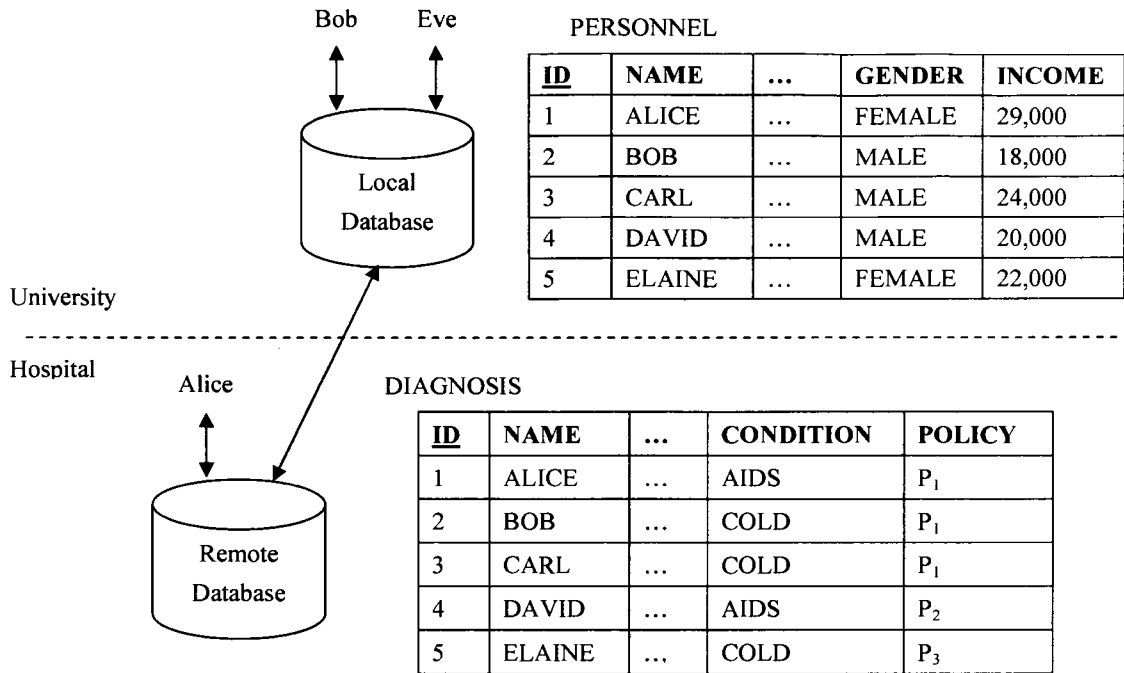 Bob Eve
PERSONNEL
ID NAME ... GENDER INCOME
1 ALICE ... FEMALE 29,000
2 BOB ... MALE 18,000
3 CARL ... MALE 24,000
4 DAVID ... MALE 20,000
5 ELAINE ... FEMALE 22,000
Local
Database
University
Hospital
Alice
DIAGNOSIS
ID NAME ... CONDITION POLICY
1 ALICE ... AIDS P₁
2 BOB ... COLD P₁
3 CARL ... COLD P₁
4 DAVID ... AIDS P₂
5 ELAINE ... COLD P₃
Remote
Database